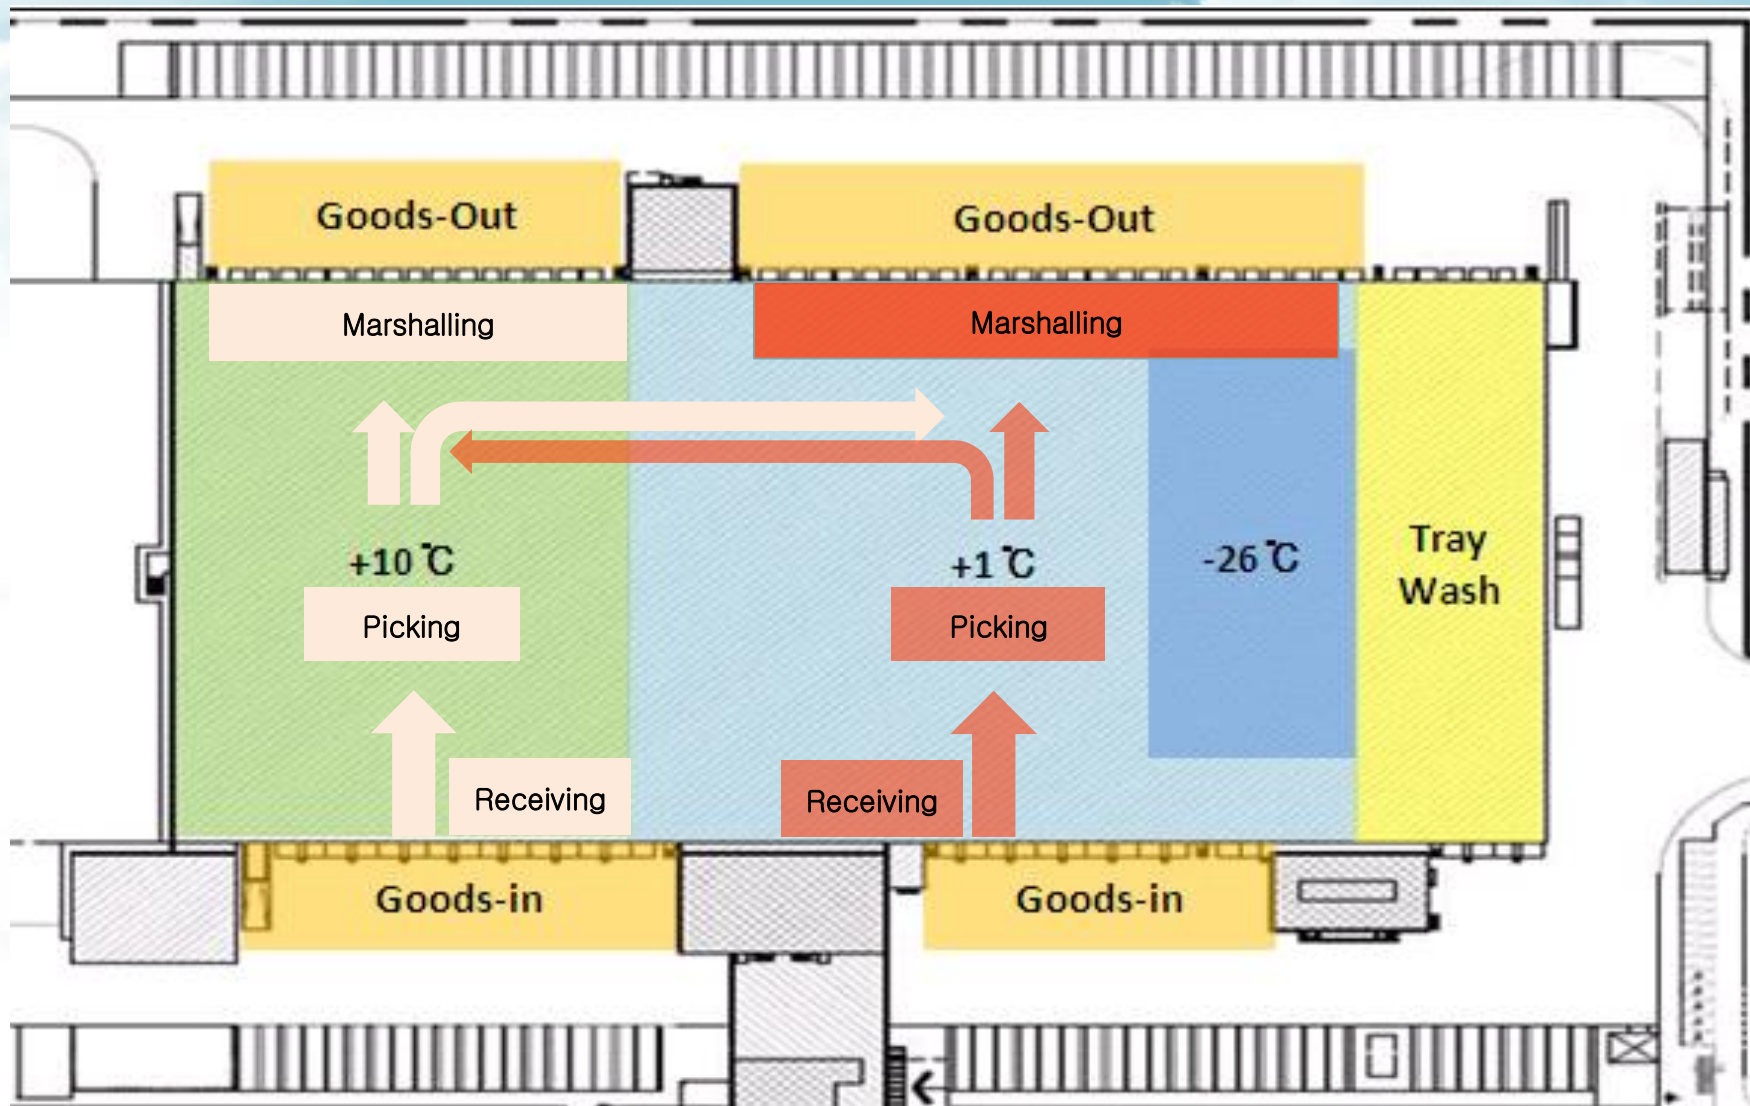 Goods-Out
Goods-Out
Marshalling
Marshalling
+10℃
+1℃
-26℃
Tray
Wash
Picking
Picking
Receiving
Receiving
Goods-in
Goods-in